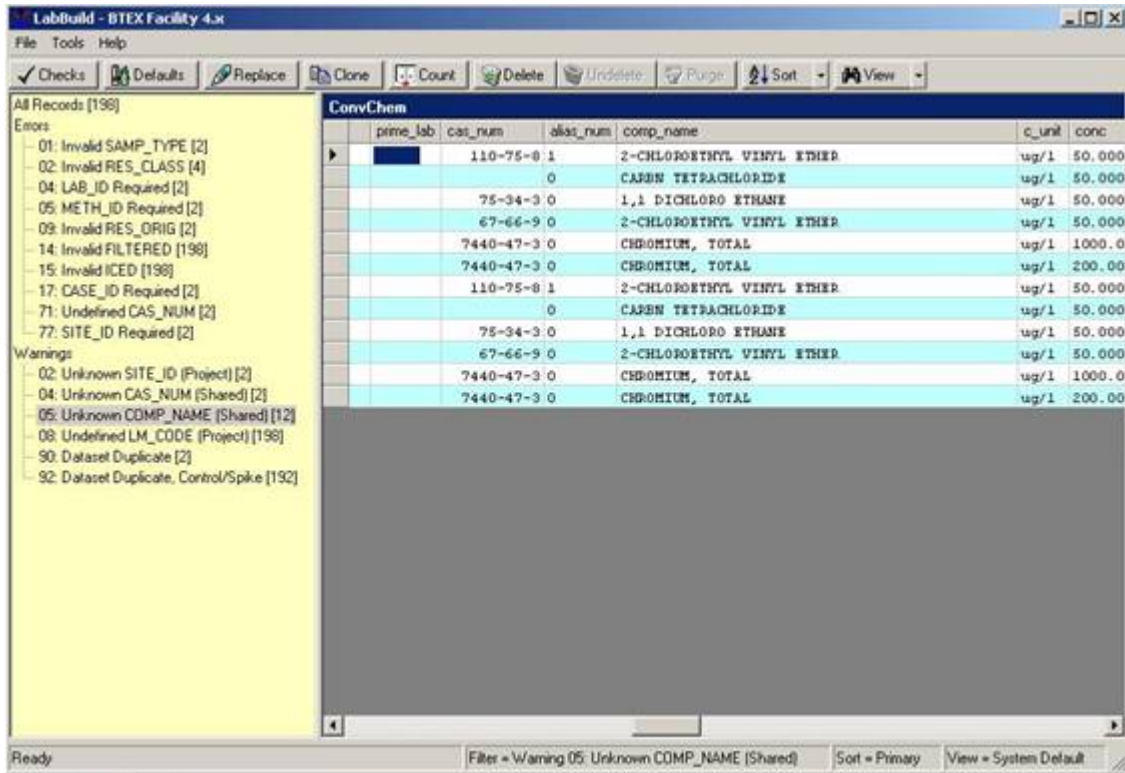 LabBuild - BTEX Facility 4.x
File Tools Help
Checks Defaults Replace Clone Count Delete Undelete Purge Sort View
All Records [198]
Errors
01: Invalid SAMP_TYPE [2]
02: Invalid RES_CLASS [4]
04: LAB_ID Required [2]
05: METH_ID Required [2]
09: Invalid RES_ORIG [2]
14: Invalid FILTERED [198]
15: Invalid ICED [198]
17: CASE_ID Required [2]
71: Undefined CAS_NUM [2]
77: SITE_ID Required [2]
Warnings
02: Unknown SITE_ID (Project) [2]
04: Unknown CAS_NUM (Shared) [2]
05: Unknown COMP_NAME (Shared) [12]
08: Undefined LM_CODE (Project) [198]
90: Dataset Duplicate [2]
92: Dataset Duplicate, Control/Spike [192]
ConvChem
prime_lab cas_num alias_num comp_name c_unit conc
110-75-8 1 2-CHLOROETHYL VINYL ETHER ug/l 50.000
0 CARBN TETRACHLORIDE ug/l 50.000
75-34-3 0 1,1 DICHLORO ETHANE ug/l 50.000
67-66-9 0 2-CHLOROETHYL VINYL ETHER ug/l 50.000
7440-47-3 0 CHROMIUM, TOTAL ug/l 1000.0
7440-47-3 0 CHROMIUM, TOTAL ug/l 200.00
110-75-8 1 2-CHLOROETHYL VINYL ETHER ug/l 50.000
0 CARBN TETRACHLORIDE ug/l 50.000
75-34-3 0 1,1 DICHLORO ETHANE ug/l 50.000
67-66-9 0 2-CHLOROETHYL VINYL ETHER ug/l 50.000
7440-47-3 0 CHROMIUM, TOTAL ug/l 1000.0
7440-47-3 0 CHROMIUM, TOTAL ug/l 200.00
Ready Filter = Warning 05: Unknown COMP_NAME (Shared) Sort = Primary View = System Default